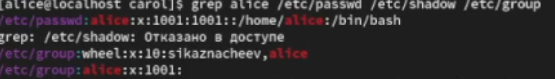 [alice@localhost carol]$ grep alice /etc/passwd /etc/shadow /etc/group
/etc/passwd:alice:x:1001:1001::/home/alice:/bin/bash
grep: /etc/shadow: Отказано в доступе
/etc/group:wheel:x:10:sikaznacheev,alice
/etc/group:alice:x:1001: